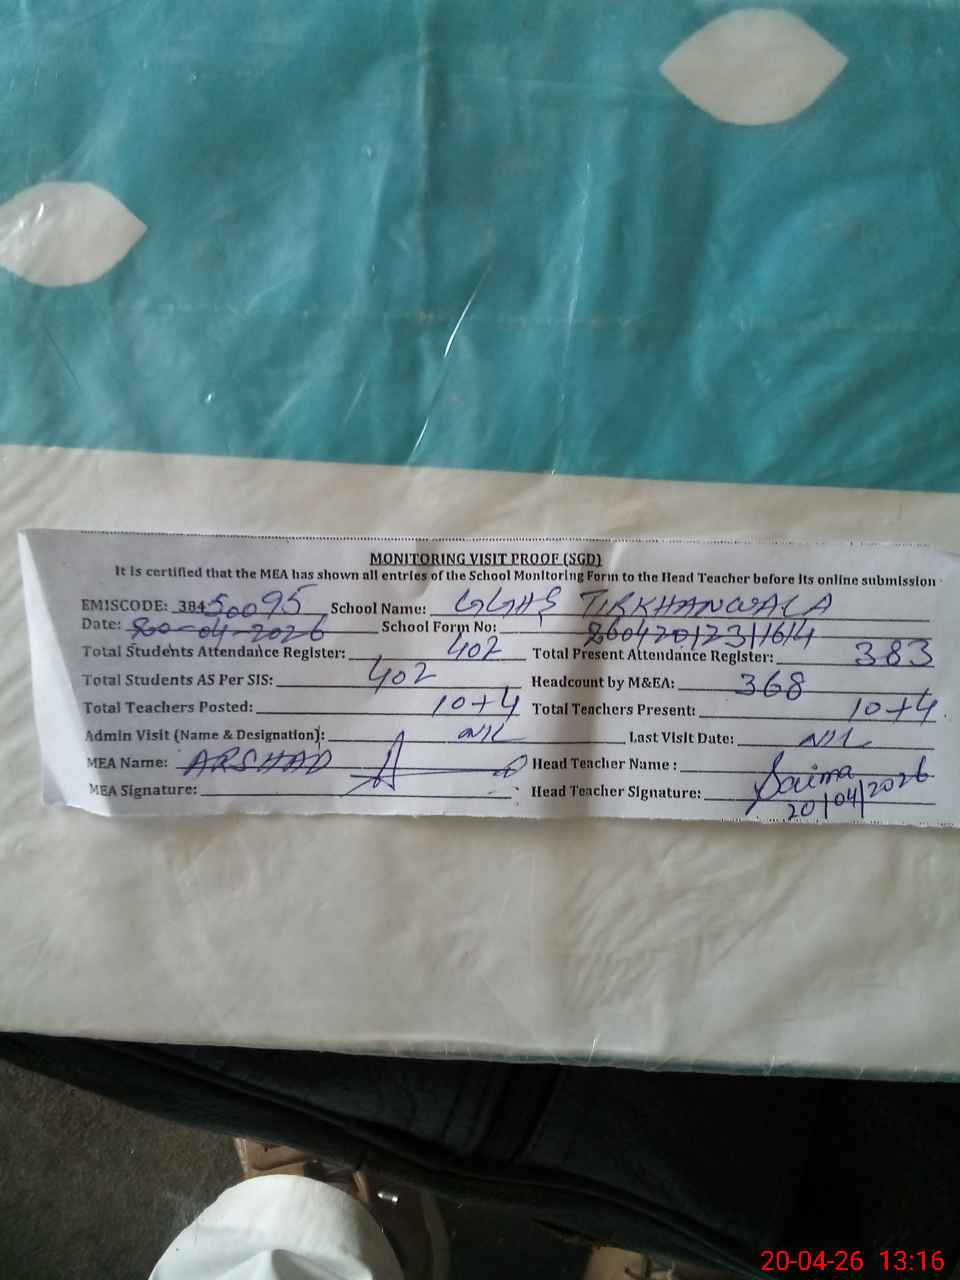 MONITORING VISIT PROOF (SGD)
It is certified that the MEA has shown all entries of the School Monitoring Form to the Head Teacher before its online submission
EMISCODE: 38450095 School Name: GGHS TIRKHANWALA
Date: 20-04-2026 School Form No:
Total Students Attendance Register: 402 Total Present Attendance Register: 383
Total Students AS Per SIS: 402 Headcount by M&EA: 368
Total Teachers Posted: 10+4 Total Teachers Present: 10+4
Admin Visit (Name & Designation): NIL Last Visit Date: NIL
MEA Name: ARSHAD Head Teacher Name : Saima
MEA Signature: Head Teacher Signature: 20/04/2026
20-04-26 13:16